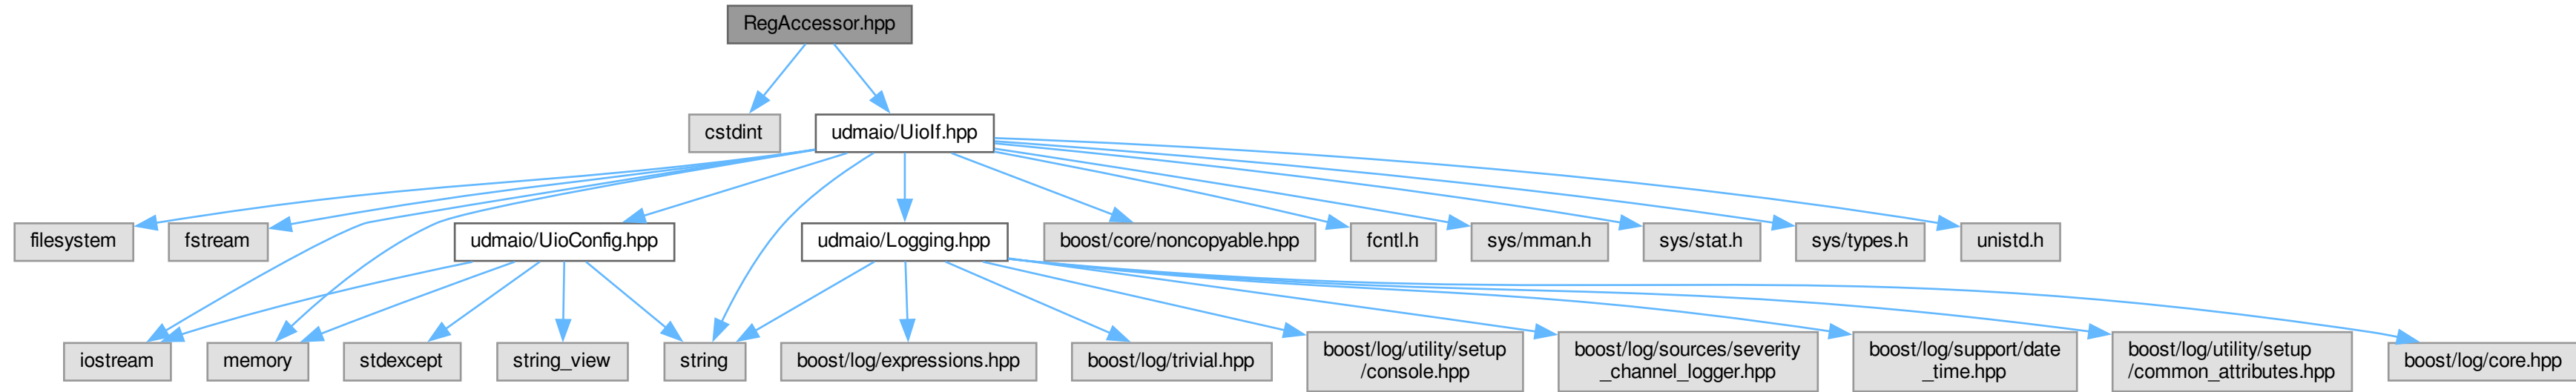 RegAccessor.hpp
cstdint
udmaio/UioIf.hpp
filesystem
fstream
udmaio/UioConfig.hpp
udmaio/Logging.hpp
boost/core/noncopyable.hpp
fcntl.h
sys/mman.h
sys/stat.h
sys/types.h
unistd.h
iostream
memory
stdexcept
string_view
string
boost/log/expressions.hpp
boost/log/trivial.hpp
boost/log/utility/setup
/console.hpp
boost/log/sources/severity
_channel_logger.hpp
boost/log/support/date
_time.hpp
boost/log/utility/setup
/common_attributes.hpp
boost/log/core.hpp